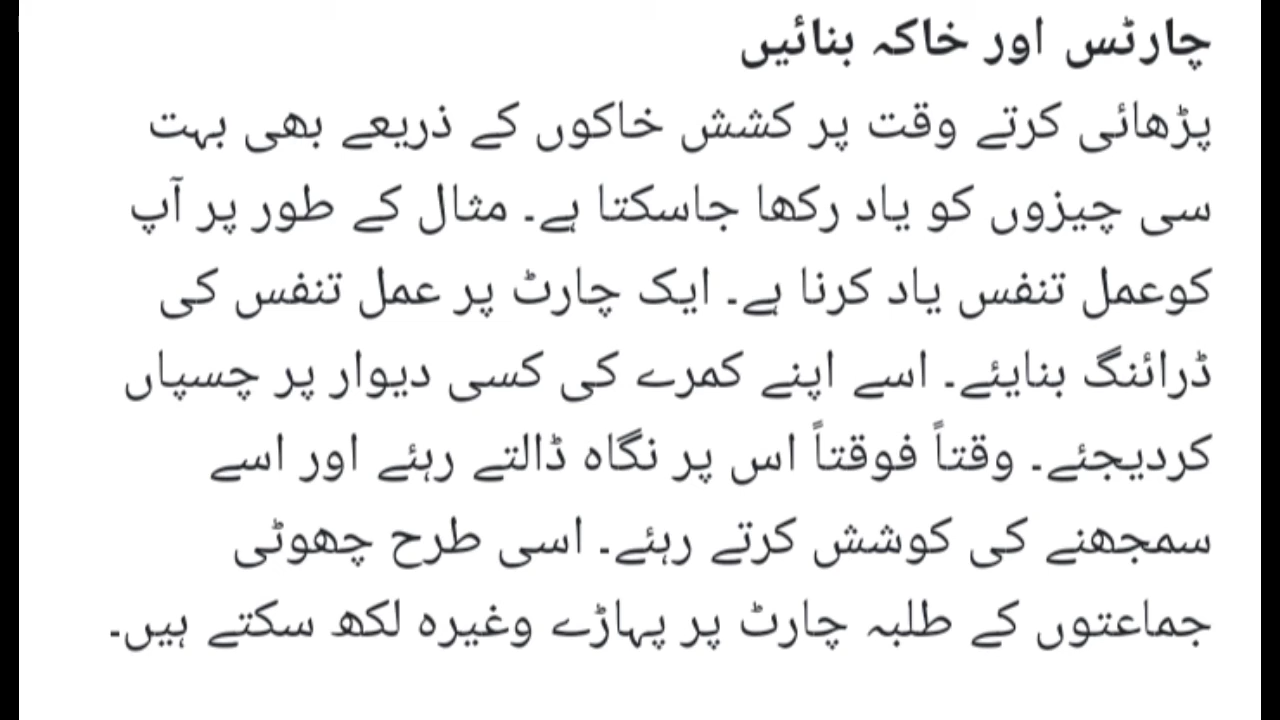 چارٹس اور خاکہ بنائیں
پڑھائی کرتے وقت پر کشش خاکوں کے ذریعے بھی بہت
سی چیزوں کو یاد رکھا جاسکتا ہے۔ مثال کے طور پر آپ
کوعمل تنفس یاد کرنا ہے۔ ایک چارٹ پر عمل تنفس کی
ڈرائنگ بنایئے۔ اسے اپنے کمرے کی کسی دیوار پر چسپاں
کردیجئے۔ وقتاً فوقتاً اس پر نگاہ ڈالتے رہئے اور اسے
سمجھنے کی کوشش کرتے رہئے۔ اسی طرح چھوٹی
جماعتوں کے طلبہ چارٹ پر پہاڑے وغیرہ لکھ سکتے ہیں۔